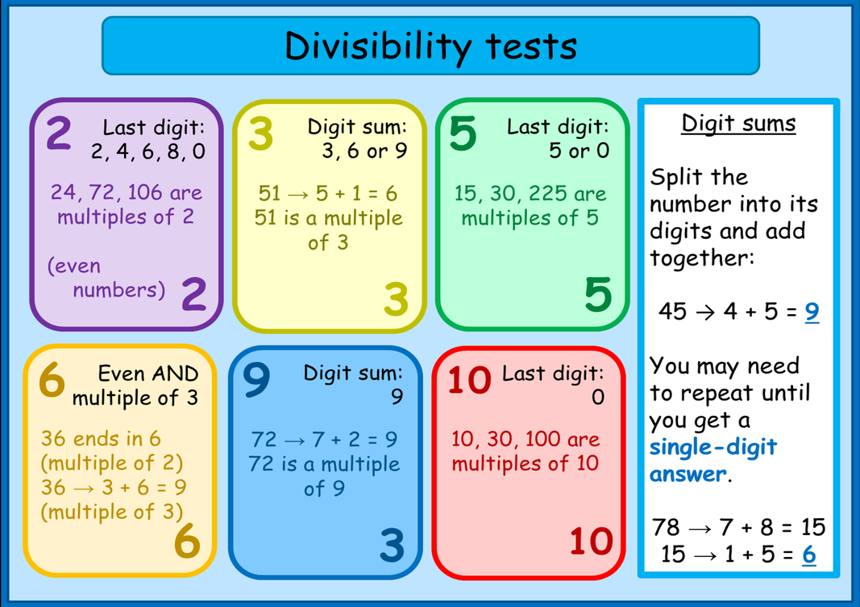 Divisibility tests
2
Last digit:
2, 4, 6, 8, 0
24, 72, 106 are
multiples of 2
(even
numbers)
2
3
Digit sum:
3, 6 or 9
51 → 5 + 1 = 6
51 is a multiple
of 3
3
5
Last digit:
5 or 0
15, 30, 225 are
multiples of 5
5
6
Even AND
multiple of 3
36 ends in 6
(multiple of 2)
36 → 3 + 6 = 9
(multiple of 3)
6
9
Digit sum:
9
72 → 7 + 2 = 9
72 is a multiple
of 9
3
10
Last digit:
0
10, 30, 100 are
multiples of 10
10
Digit sums
Split the
number into its
digits and add
together:
45 → 4 + 5 = 9
You may need
to repeat until
you get a
single-digit
answer.
78 → 7 + 8 = 15
15 → 1 + 5 = 6